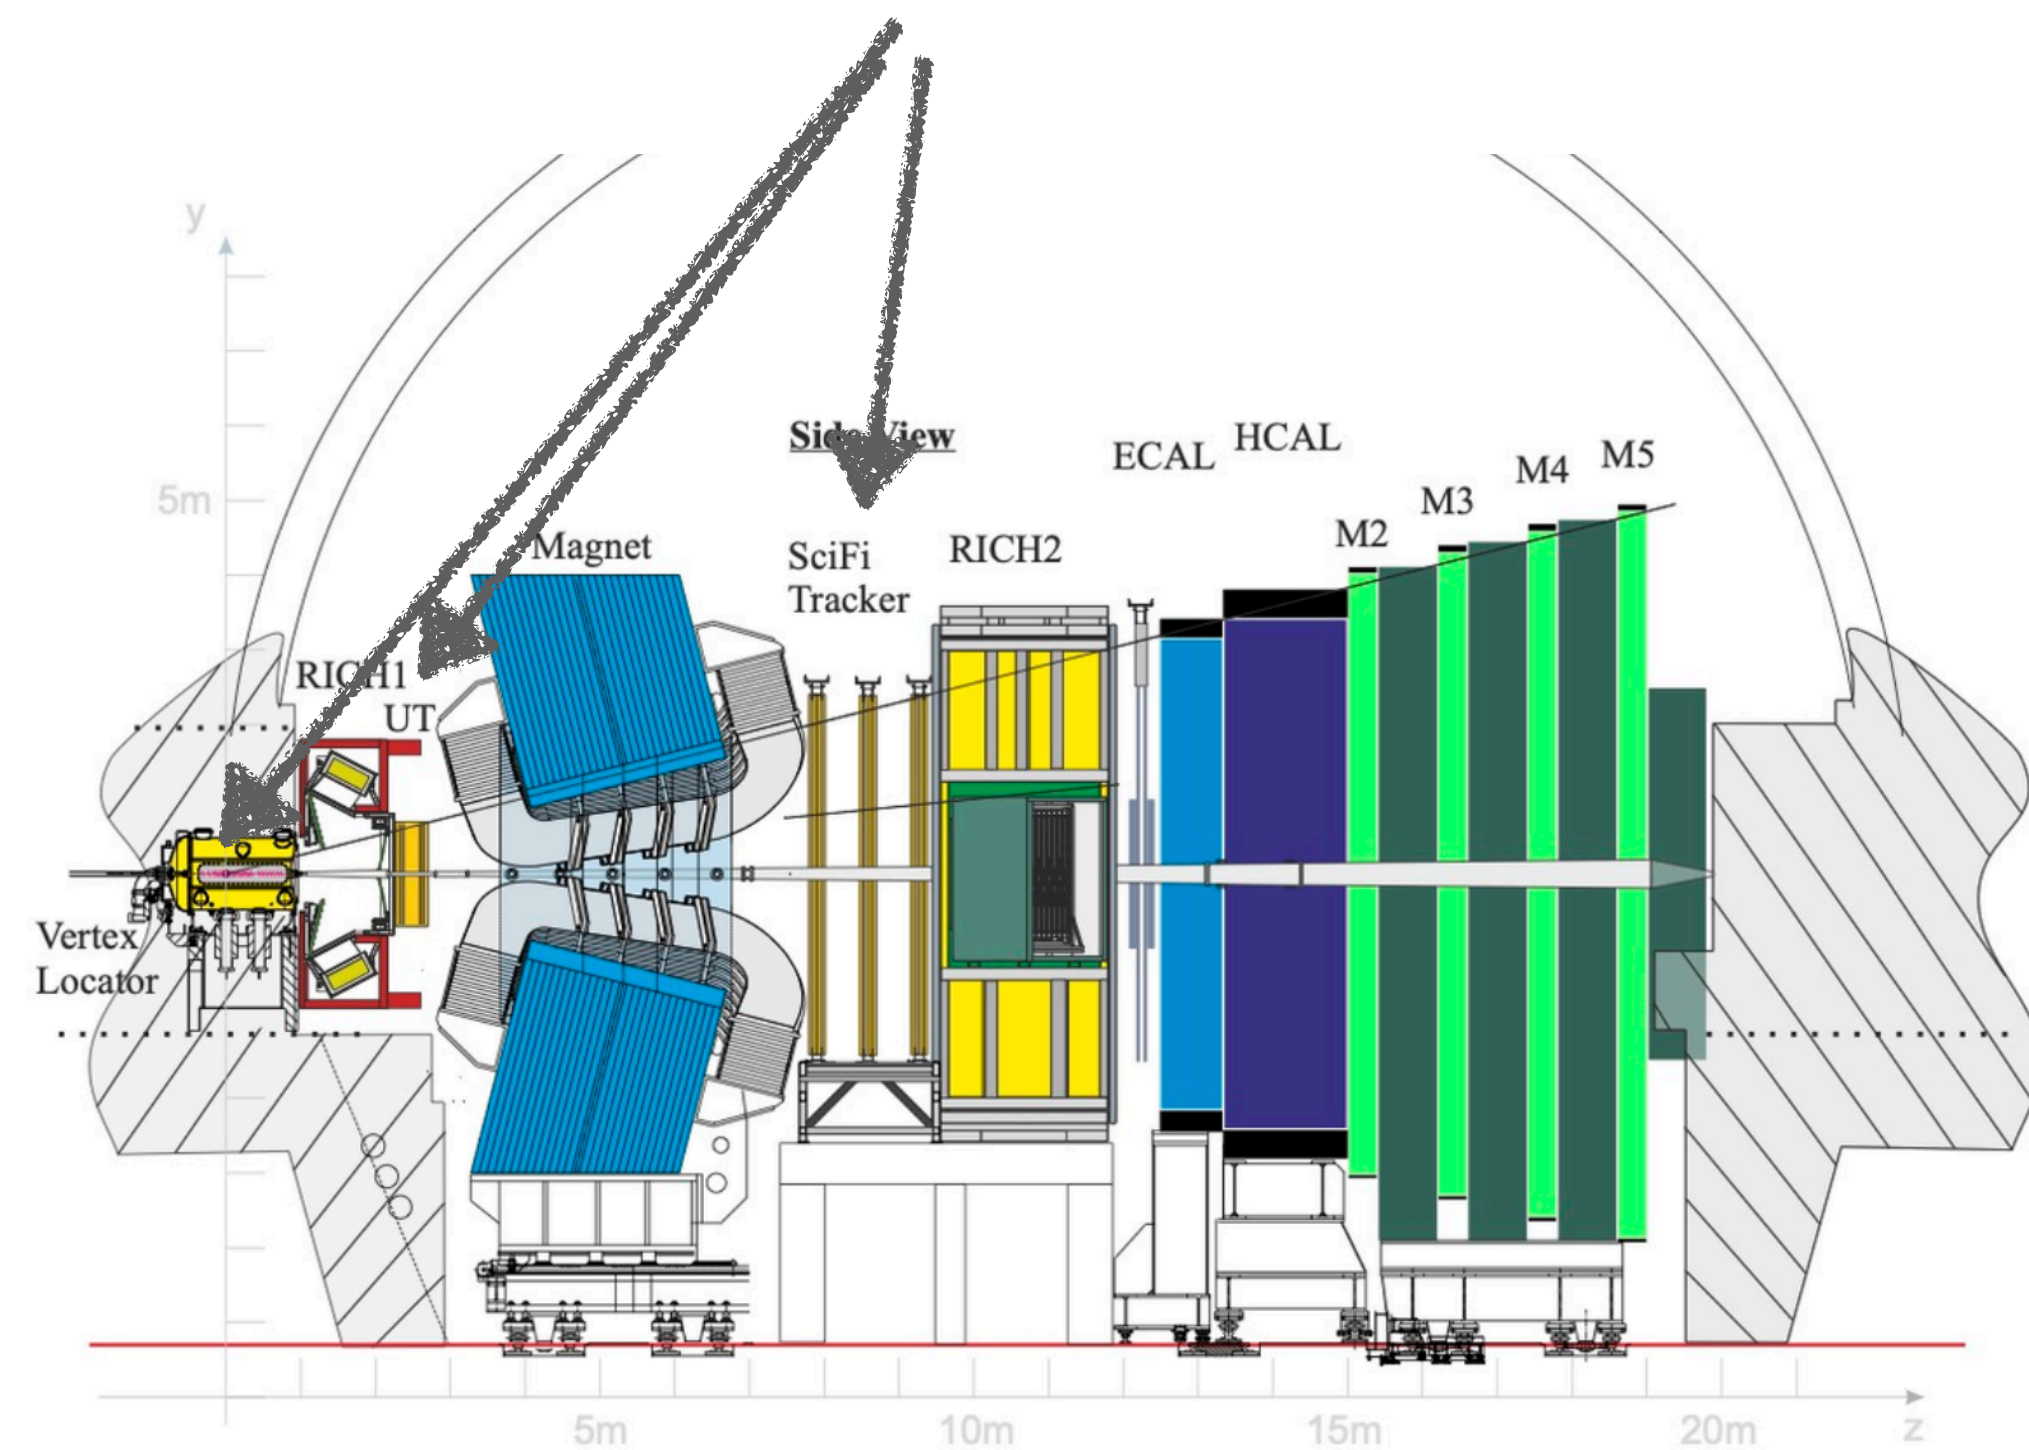 y
5m
Side View
ECAL
HCAL
M2
M3
M4
M5
Magnet
SciFi
Tracker
RICH2
RICH1
UT
Vertex
Locator
5m
10m
15m
20m
z